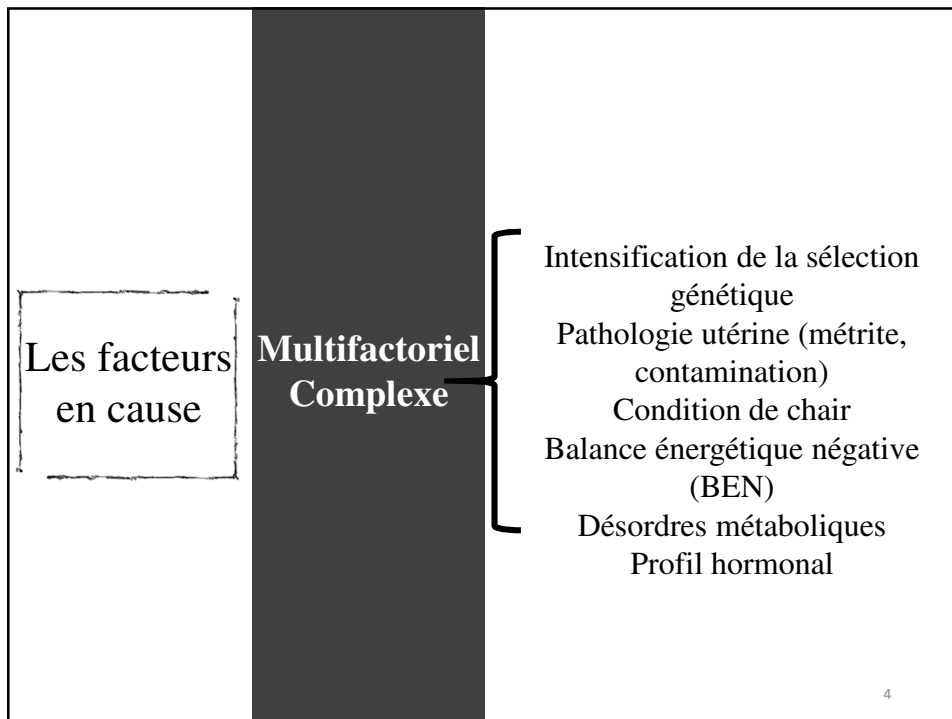 Les facteurs
en cause
Multifactoriel
Complexe
Intensification de la sélection
génétique
Pathologie utérine (métrite,
contamination)
Condition de chair
Balance énergétique négative
(BEN)
Désordres métaboliques
Profil hormonal
4